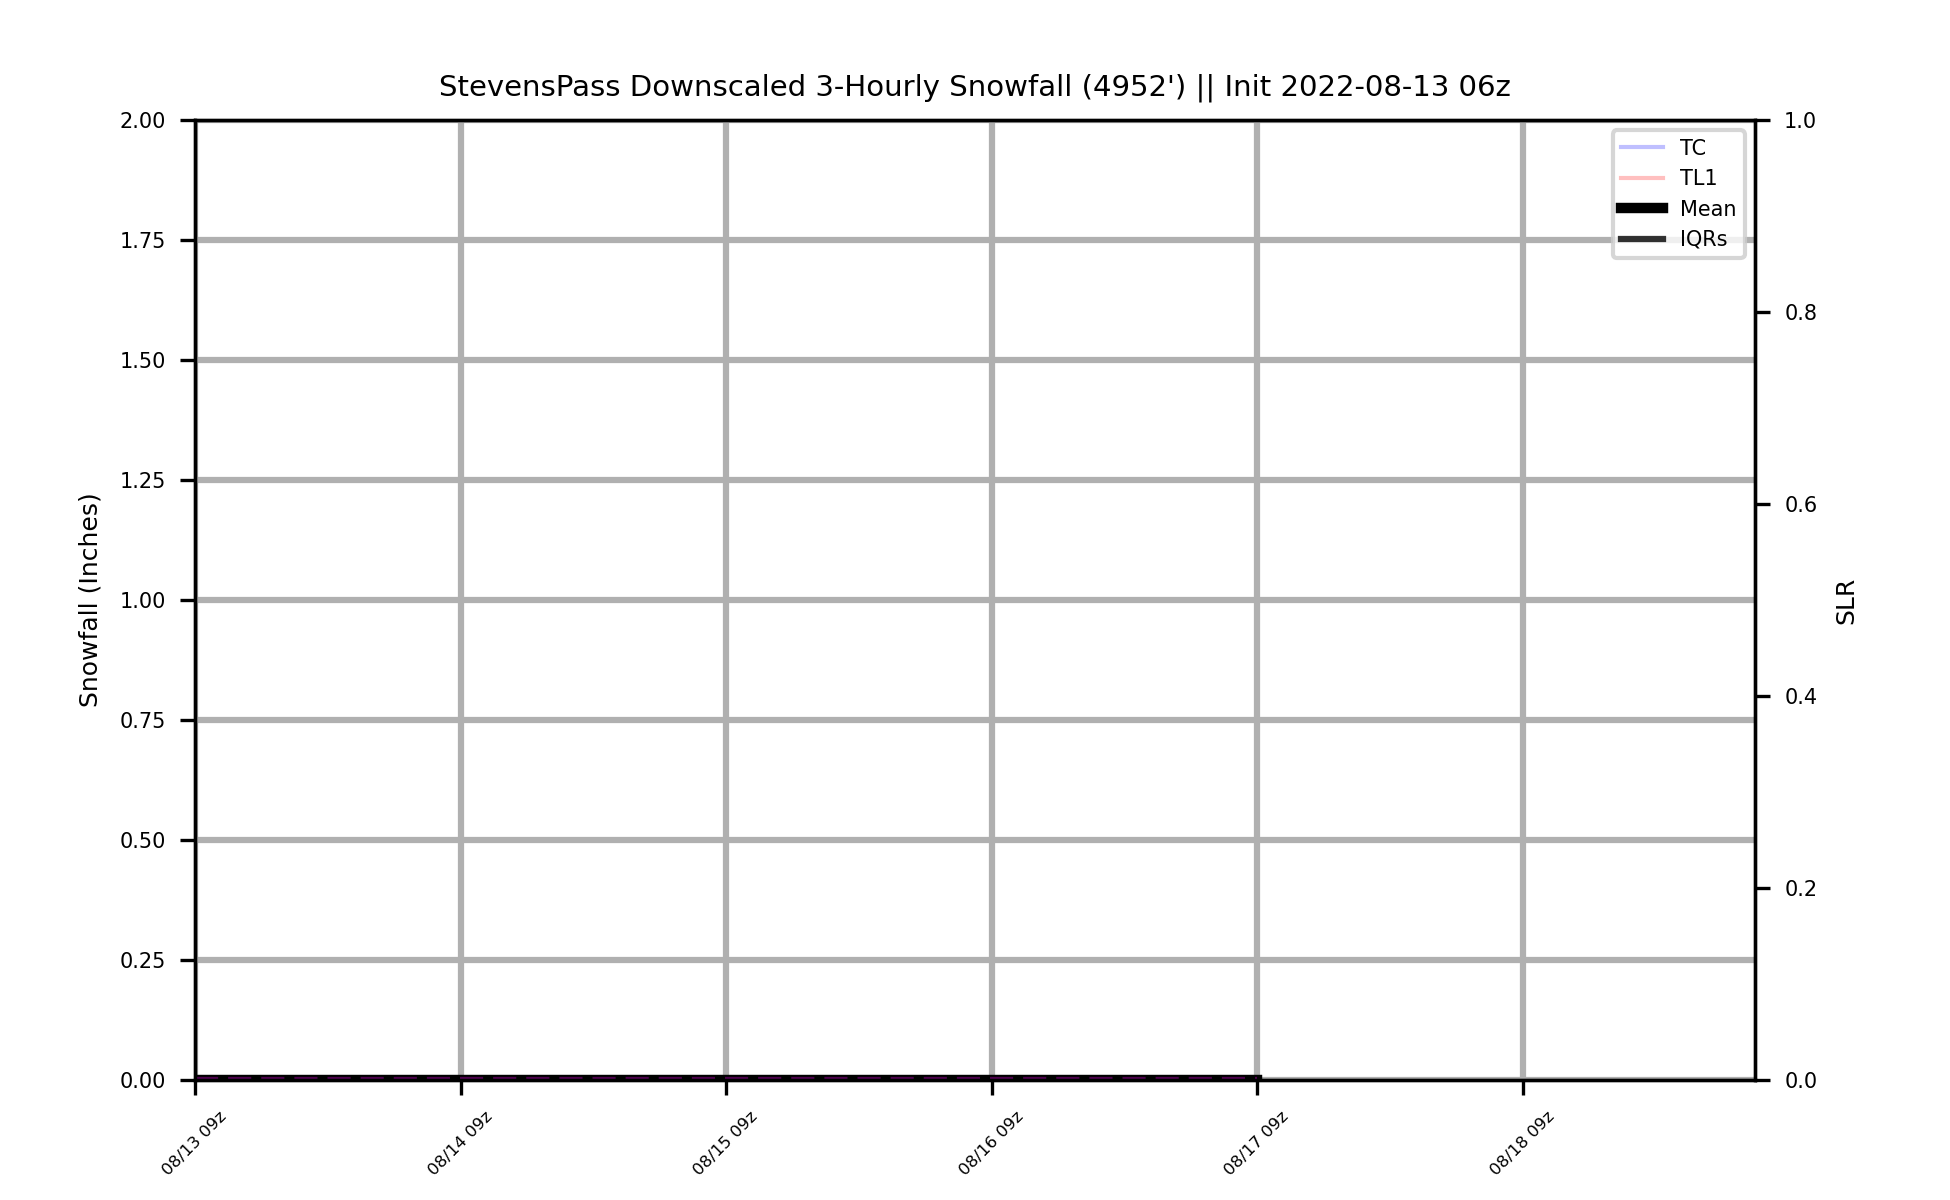 StevensPass Downscaled 3-Hourly Snowfall (4952') || Init 2022-08-13 06z
2.00
1.75
1.50
1.25
1.00
0.75
0.50
0.25
0.00
Snowfall (Inches)
TC
TL1
Mean
IQRs
1.0
0.8
0.6
0.4
0.2
0.0
SLR
08/13 09z
08/14 09z
08/15 09z
08/16 09z
08/17 09z
08/18 09z